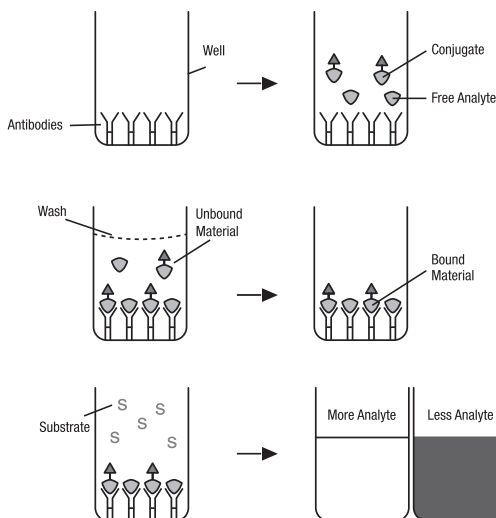 Well
Antibodies
Conjugate
Free Analyte
Wash
Unbound
Material
Bound
Material
Substrate
S
S
S
S
S
More Analyte
Less Analyte